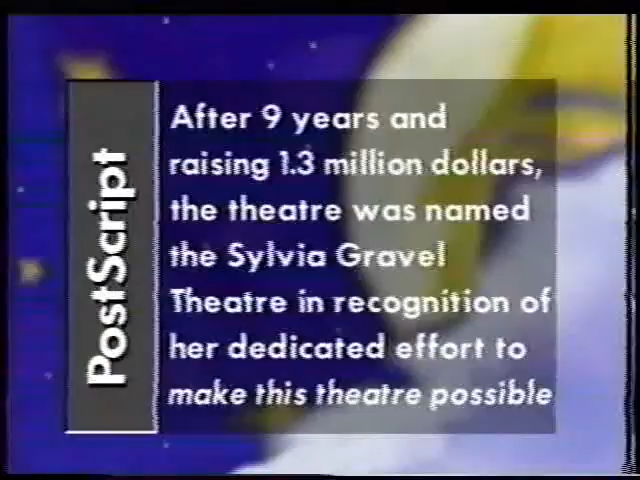 PostScript
After 9 years and
raising 1.3 million dollars,
the theatre was named
the Sylvia Gravel
Theatre in recognition of
her dedicated effort to
make this theatre possible